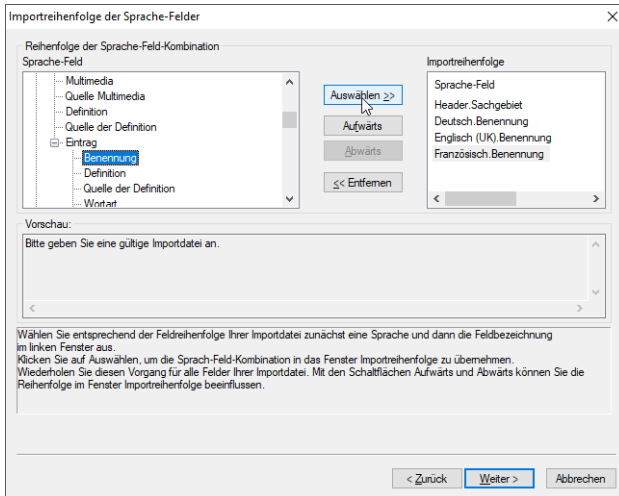 Importreihenfolge der Sprache-Felder
Reihenfolge der Sprache-Feld-Kombination
Sprache-Feld
Multimedia
Quelle Multimedia
Definition
Quelle der Definition
Eintrag
Benennung
Definition
Quelle der Definition
Wortart
Auswählen >>
Aufwärts
Abwärts
<< Entfernen
Importreihenfolge
Sprache-Feld
Header.Sachgebiet
Deutsch.Benennung
Englisch (UK).Benennung
Französisch.Benennung
Vorschau:
Bitte geben Sie eine gültige Importdatei an.
Wählen Sie entsprechend der Feldreihenfolge Ihrer Importdatei zunächst eine Sprache und dann die Feldbezeichnung
im linken Fenster aus.
Klicken Sie auf Auswählen, um die Sprach-Feld-Kombination in das Fenster Importreihenfolge zu übernehmen.
Wiederholen Sie diesen Vorgang für alle Felder Ihrer Importdatei. Mit den Schaltflächen Aufwärts und Abwärts können Sie die
Reihenfolge im Fenster Importreihenfolge beeinflussen.
< Zurück
Weiter >
Abbrechen